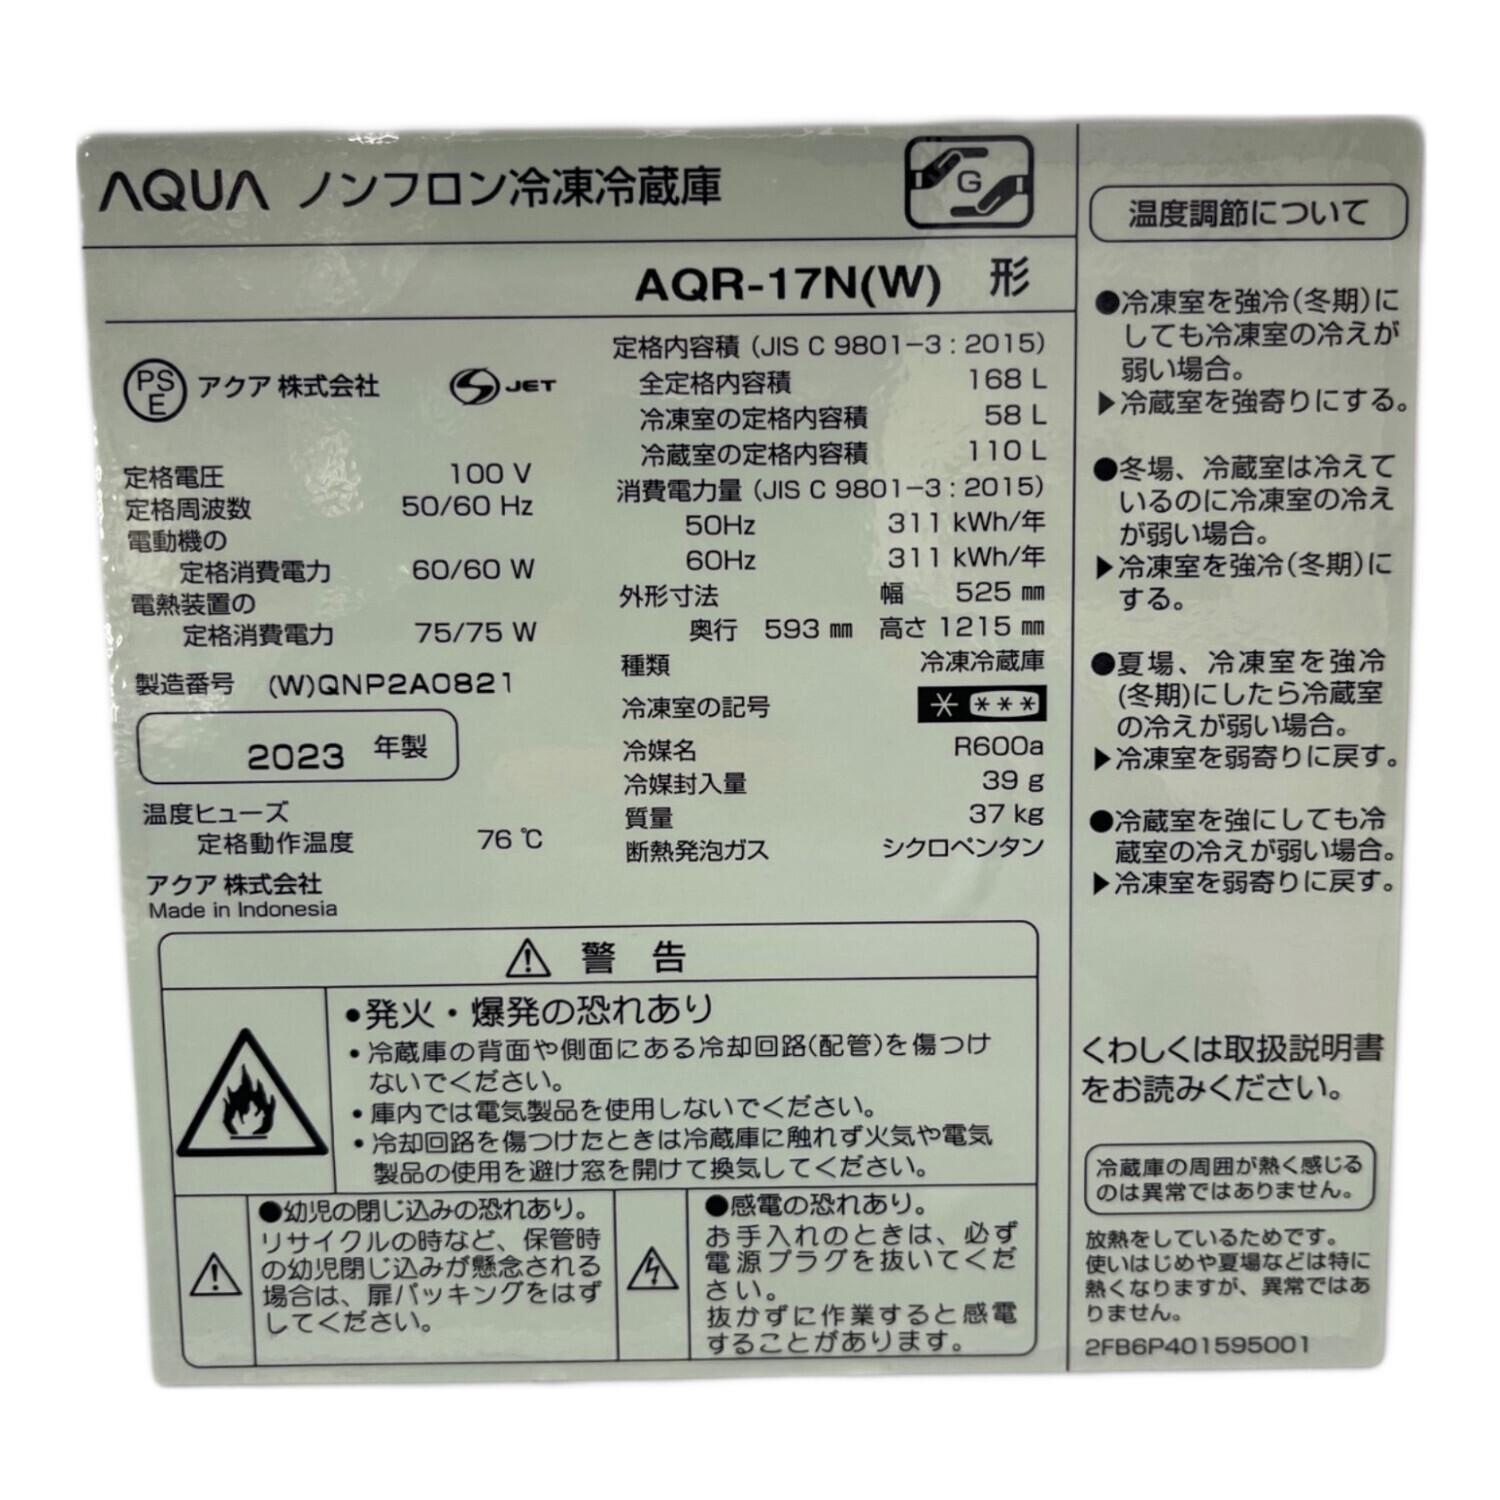 AQUA ノンフロン冷凍冷蔵庫
G
AQR-17N(W) 形
PS
E
アクア 株式会社
JET
定格電圧 100 V
定格周波数 50/60 Hz
電動機の
定格消費電力 60/60 W
電熱装置の
定格消費電力 75/75 W
製造番号 (W)QNP2A0821
2023 年製
温度ヒューズ
定格動作温度 76 ℃
アクア 株式会社
Made in Indonesia
定格内容積 (JIS C 9801-3 : 2015)
全定格内容積 168 L
冷凍室の定格内容積 58 L
冷蔵室の定格内容積 110 L
消費電力量 (JIS C 9801-3 : 2015)
50Hz 311 kWh/年
60Hz 311 kWh/年
外形寸法 幅 525 ㎜
奥行 593 ㎜ 高さ 1215 ㎜
種類 冷凍冷蔵庫
冷凍室の記号 * ***
冷媒名 R600a
冷媒封入量 39 g
質量 37 kg
断熱発泡ガス シクロペンタン
⚠ 警 告
•発火・爆発の恐れあり
•冷蔵庫の背面や側面にある冷却回路(配管)を傷つけ
ないでください。
•庫内では電気製品を使用しないでください。
•冷却回路を傷つけたときは冷蔵庫に触れず火気や電気
製品の使用を避け窓を開けて換気してください。
●幼児の閉じ込みの恐れあり。
リサイクルの時など、保管時
の幼児閉じ込みが懸念される
場合は、扉パッキングをはず
してください。
●感電の恐れあり。
お手入れのときは、必ず
電源プラグを抜いてくだ
さい。
抜かずに作業すると感電
することがあります。
温度調節について
●冷凍室を強冷(冬期)に
しても冷凍室の冷えが
弱い場合。
▶冷蔵室を強寄りにする。
●冬場、冷蔵室は冷えて
いるのに冷凍室の冷え
が弱い場合。
▶冷凍室を強冷(冬期)に
する。
●夏場、冷凍室を強冷
(冬期)にしたら冷蔵室
の冷えが弱い場合。
▶冷凍室を弱寄りに戻す。
●冷蔵室を強にしても冷
蔵室の冷えが弱い場合。
▶冷凍室を弱寄りに戻す。
くわしくは取扱説明書
をお読みください。
冷蔵庫の周囲が熱く感じる
のは異常ではありません。
放熱をしているためです。
使いはじめや夏場などは特に
熱くなりますが、異常ではあ
りません。
2FB6P401595001